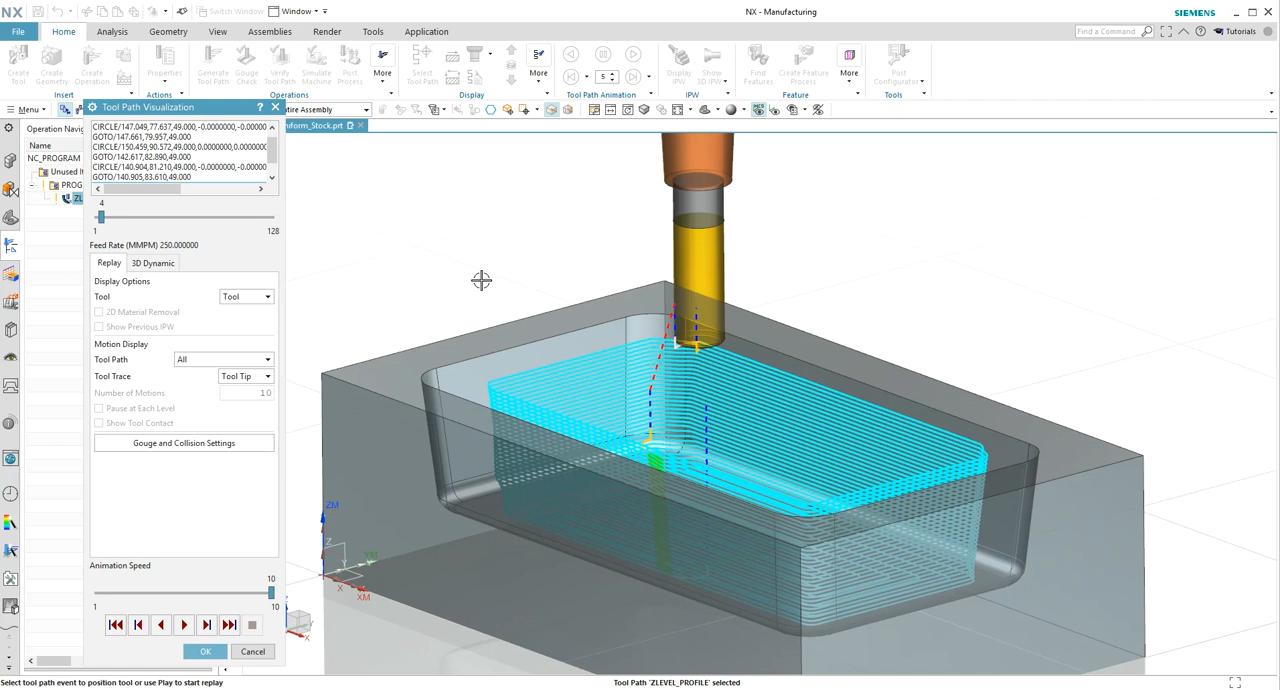 NX
Switch Window
Window
NX - Manufacturing
SIEMENS
File
Home
Analysis
Geometry
View
Assemblies
Render
Tools
Application
Find a Command
Tutorials
Create Tool
Create Geometry
Create Operation
Properties
Generate Path
Gouge Check
Verify Tool Path
Simulate Machine
Post Process
More
Select Tool Path
More
5
Display IPW
Show 3D IPW
Find Features
Create Feature Process
More
Post Configurator
Insert
Actions
Operations
Display
Tool Path Animation
IPW
Feature
Tools
Menu
Tool Path Visualization
? 
ntire Assembly
Operation Navig
niform_Stock.prt
Name
NC_PROGRAM
Unused It
PROG
ZL
CIRCLE/147.049,77.637,49.000,-0.0000000,-0.00000
GOTO/147.661,79.957,49.000
CIRCLE/150.459,90.572,49.000,0.0000000,0.0000000
GOTO/142.617,82.890,49.000
CIRCLE/140.904,81.210,49.000,-0.0000000,-0.00000
GOTO/140.905,83.610,49.000
4
1 128
Feed Rate (MMPM) 250.000000
Replay 3D Dynamic
Display Options
Tool Tool
2D Material Removal
Show Previous IPW
Motion Display
Tool Path All
Tool Trace Tool Tip
Number of Motions 10
Pause at Each Level
Show Tool Contact
Gouge and Collision Settings
Animation Speed
10
1 10
OK Cancel
ZM
Z
YM
X
XM
X
Select tool path event to position tool or use Play to start replay
Tool Path 'ZLEVEL_PROFILE' selected